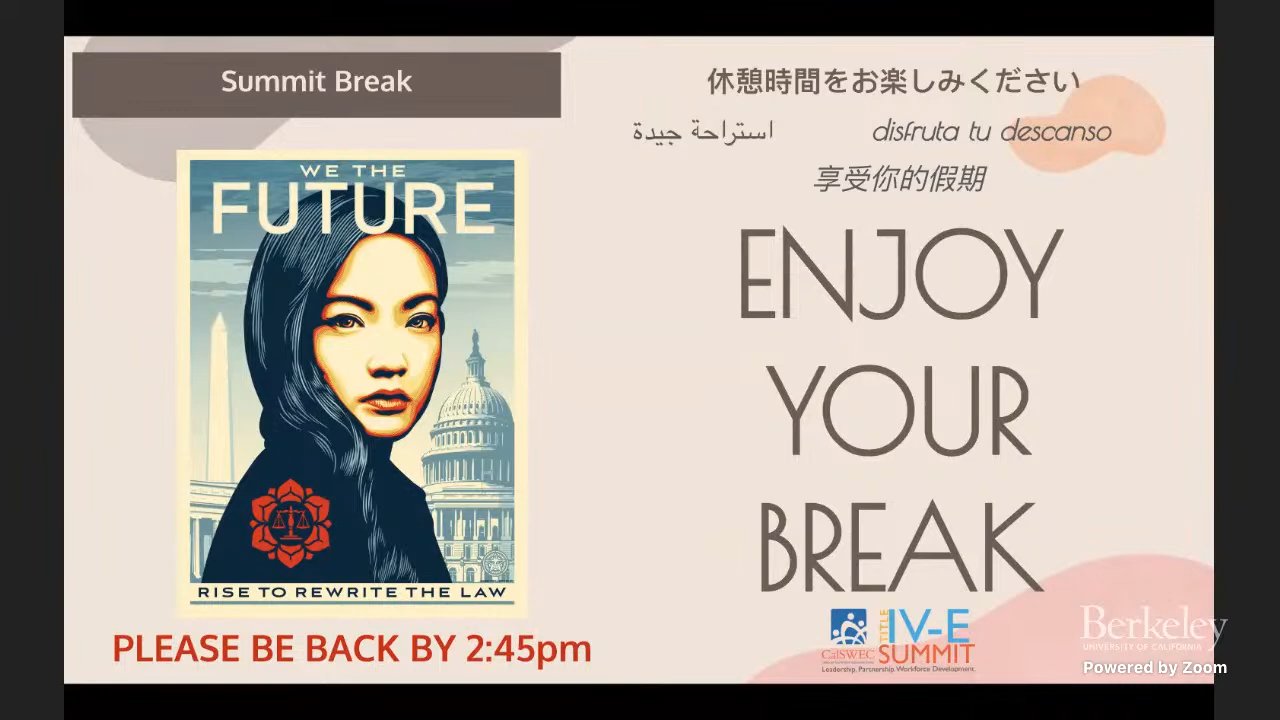 Summit Break
WE THE
FUTURE
RISE TO REWRITE THE LAW
PLEASE BE BACK BY 2:45pm
休憩時間をお楽しみください
استراحة جيدة
disfruta tu descanso
享受你的假期
ENJOY
YOUR
BREAK
CalSWEC
TITLE IV-E
SUMMIT
Leadership. Partnership. Workforce Development.
Berkeley
UNIVERSITY OF CALIFORNIA
Powered by Zoom